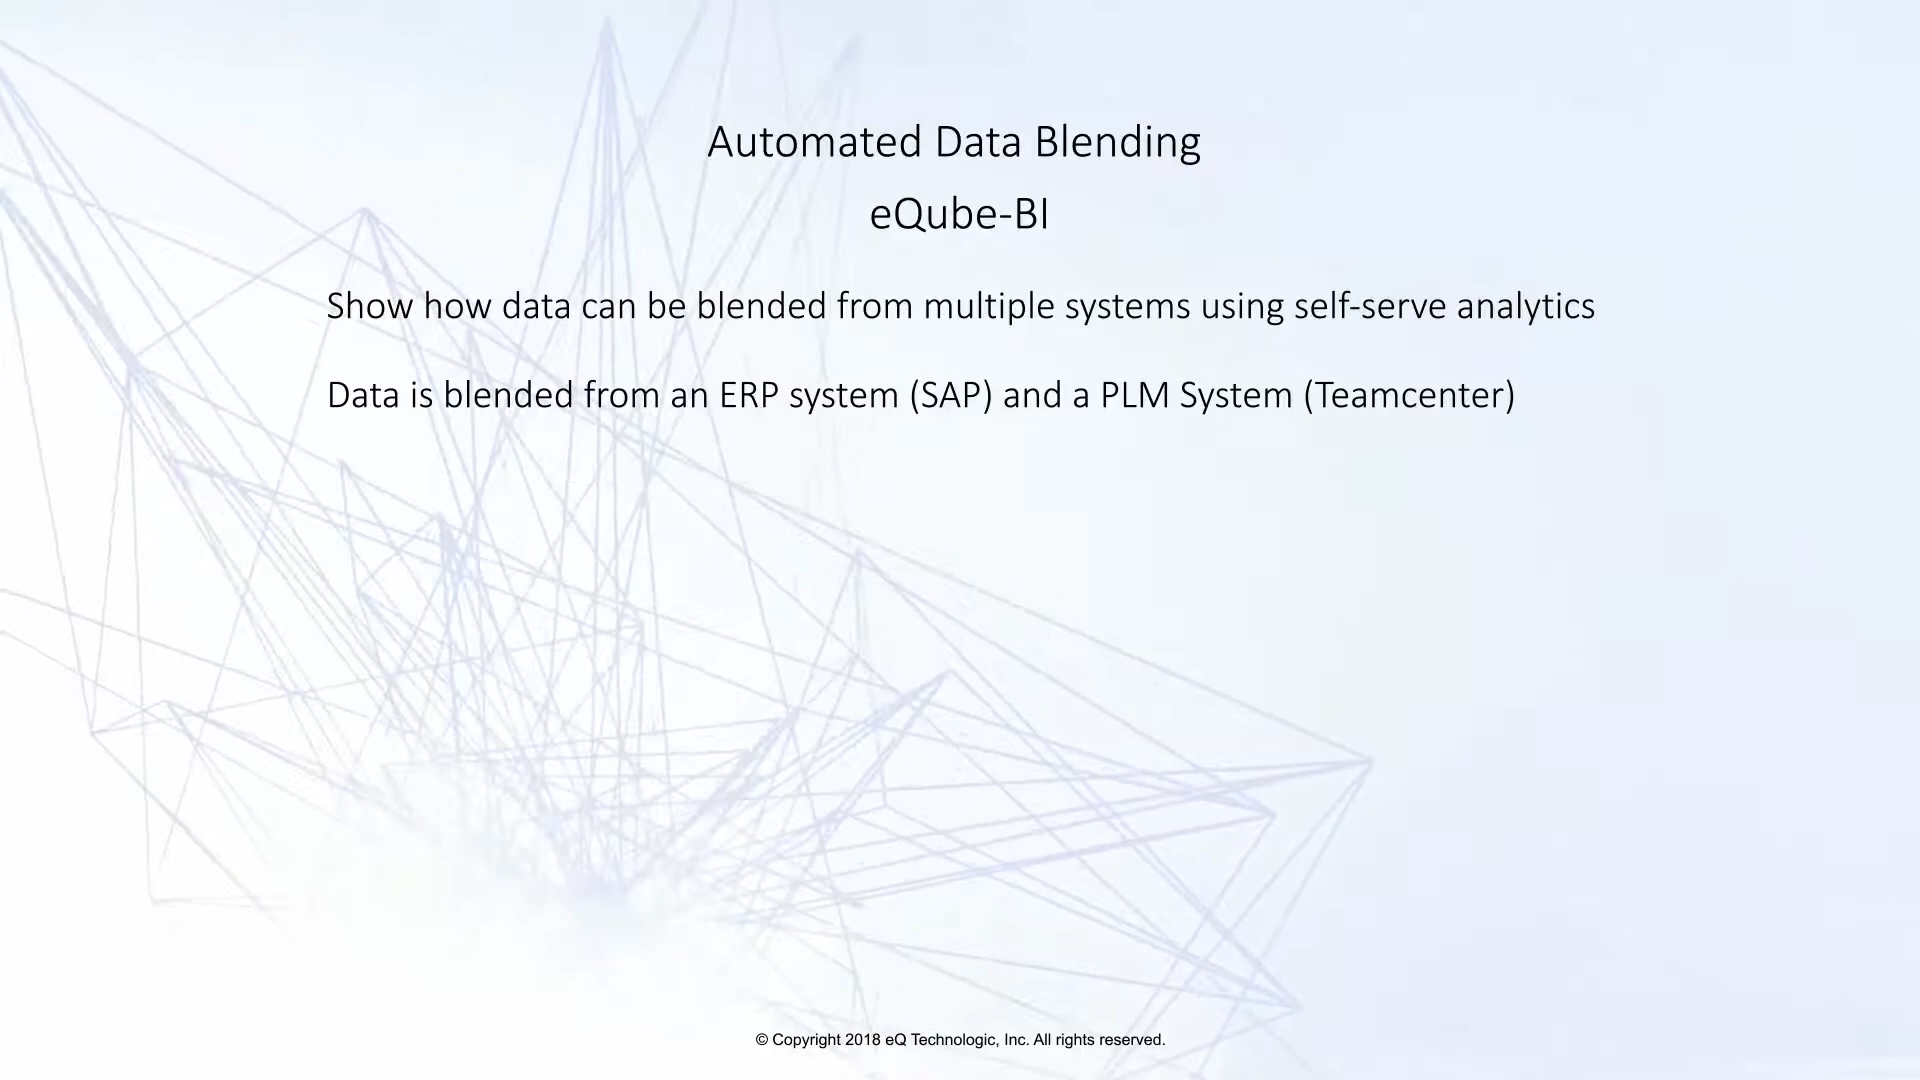 Automated Data Blending
eQube-BI
Show how data can be blended from multiple systems using self-serve analytics
Data is blended from an ERP system (SAP) and a PLM System (Teamcenter)
© Copyright 2018 eQ Technologic, Inc. All rights reserved.